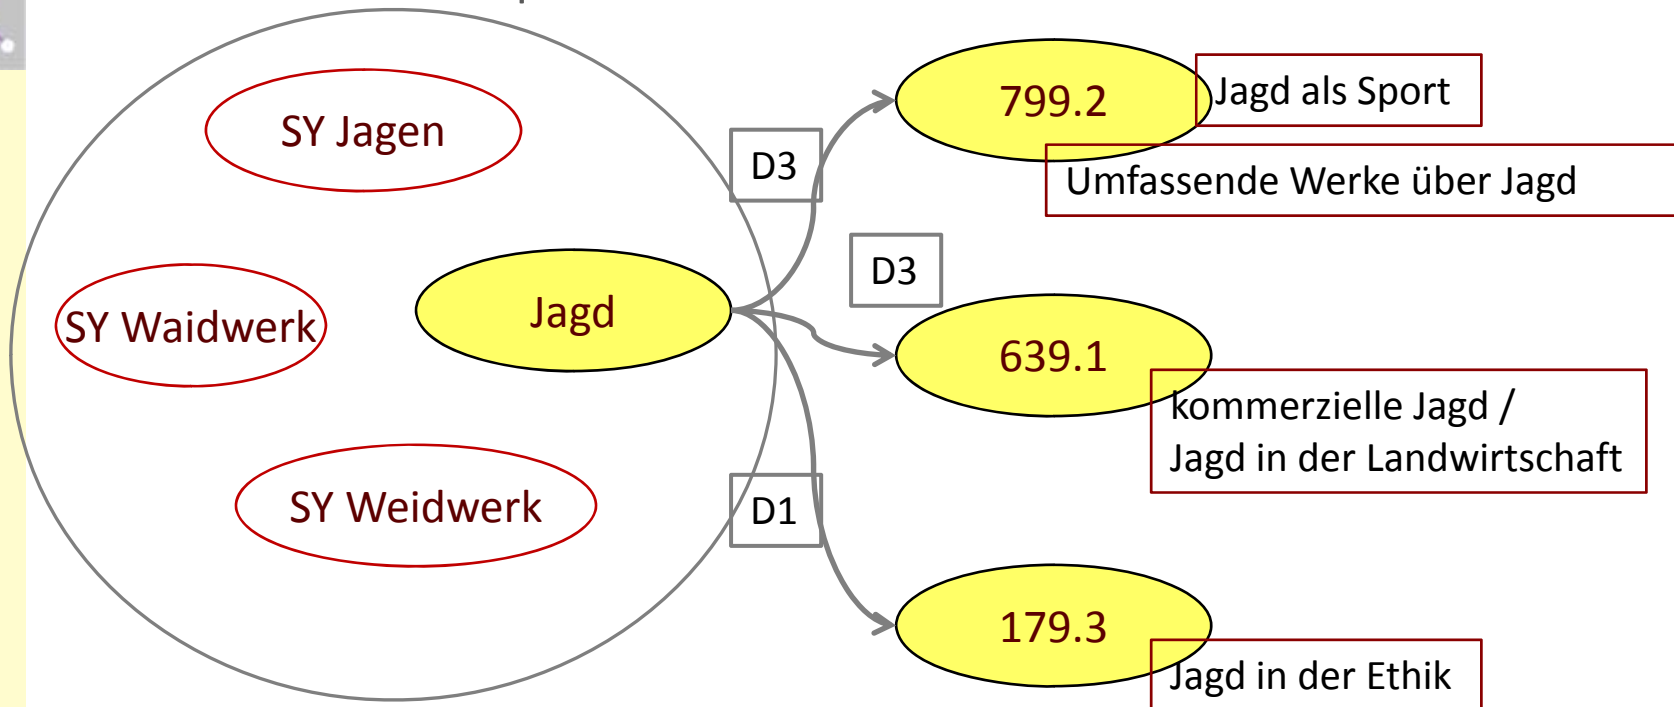 SY Jagen
SY Waidwerk
Jagd
SY Weidwerk
D3
D3
D1
799.2
Jagd als Sport
Umfassende Werke über Jagd
639.1
kommerzielle Jagd /
Jagd in der Landwirtschaft
179.3
Jagd in der Ethik